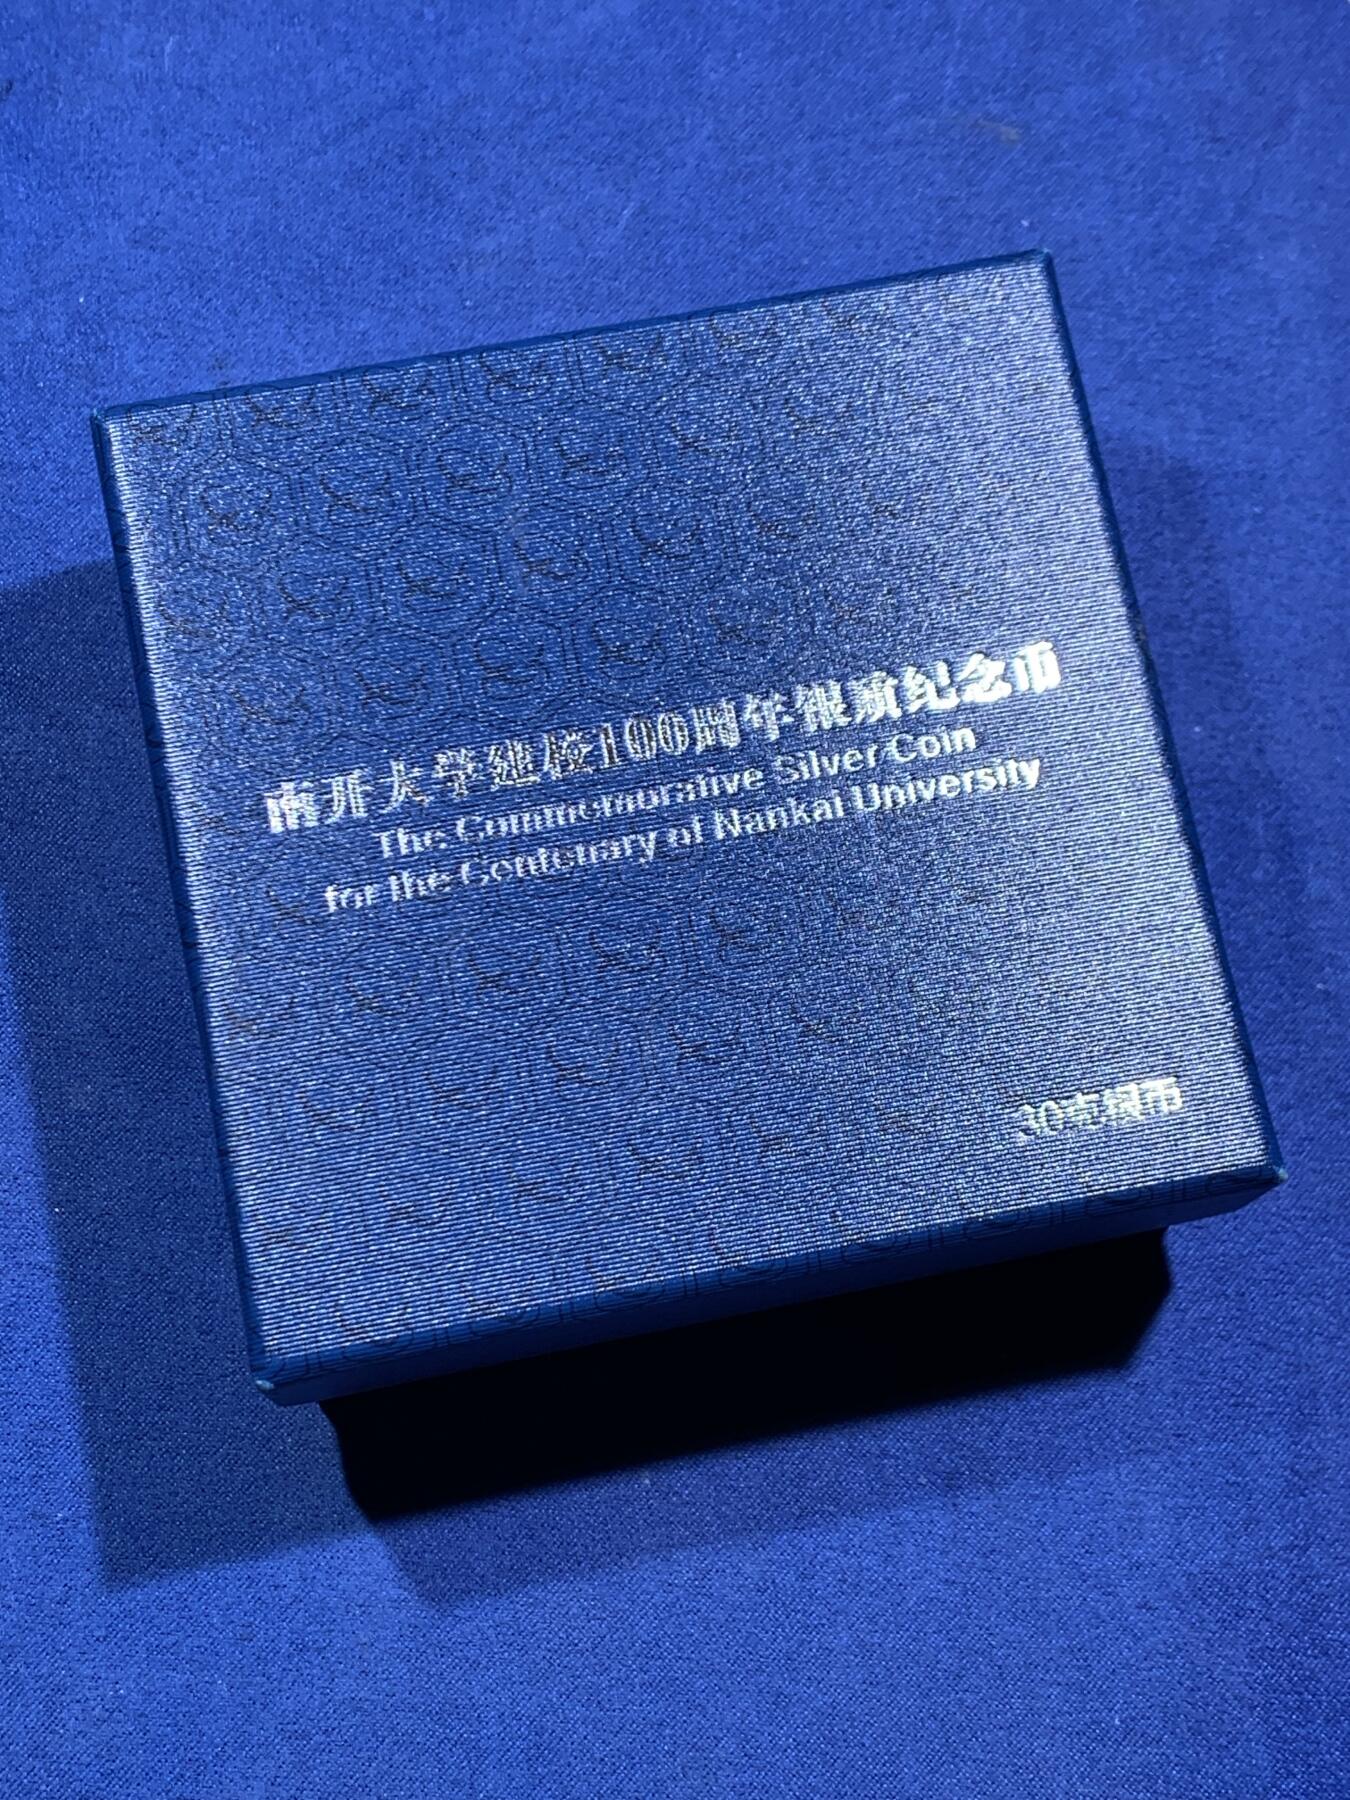 南开大学建校100周年银质纪念币
The Commemorative Silver Coin
for the Centenary of Nankai University
30克银币